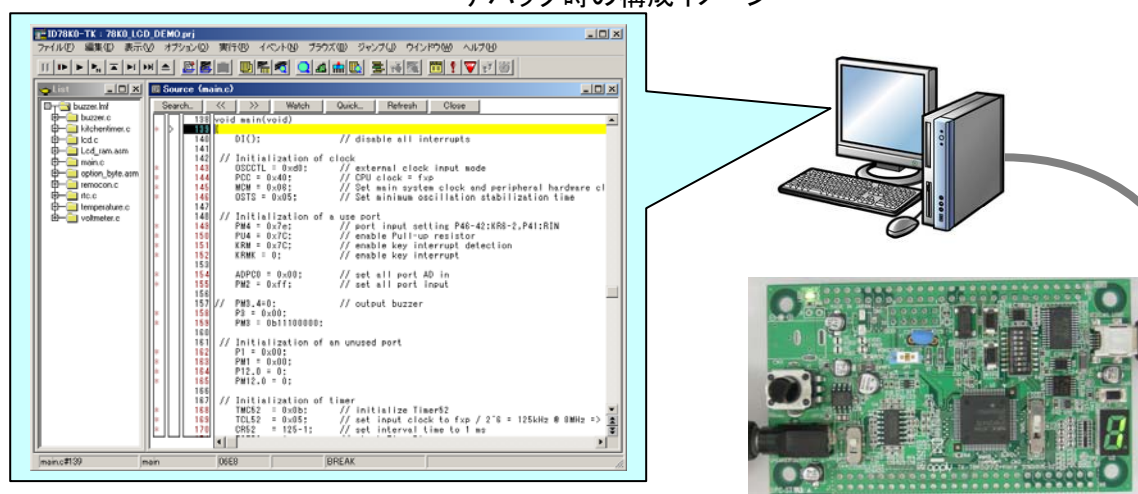 デバッグ時の構成イメージ
ID78K0-TK : 78K0_LCD_DEMO.prj
ファイル(F) 編集(E) 表示(V) オプション(O) 実行(R) イベント(N) ブラウズ(B) ジャンプ(J) ウインドウ(W) ヘルプ(H)
List
buzzer.lmf
buzzer.c
kitchentimer.c
lcd.c
Lcd_ram.asm
main.c
option_byte.asm
remocon.c
rtc.c
temperature.c
voltmeter.c
Source (main.c)
Search... << >> Watch Quick... Refresh Close
138 void main(void)
139 {
140 DI(); // disable all interrupts
141
142 // Initialization of clock
143 OSCCTL = 0xd0; // external clock input mode
144 PCC = 0x40; // CPU clock = fxp
145 MCM = 0x06; // Set main system clock and peripheral hardware cl
146 OSTS = 0x05; // Set minimum oscillation stabilization time
147
148 // Initialization of a use port
149 PM4 = 0x7e; // port input setting P46-42:KR6-2,P41:RIN
150 PU4 = 0x7C; // enable Pull-up resistor
151 KRM = 0x7C; // enable key interrupt detection
152 KRMK = 0; // enable key interrupt
153
154 ADPC0 = 0x00; // set all port AD in
155 PM2 = 0xff; // set all port input
156
157 // PM3.4=0; // output buzzer
158 P3 = 0x00;
159 PM3 = 0b11100000;
160
161 // Initialization of an unused port
162 P1 = 0x00;
163 PM1 = 0x00;
164 P12.0 = 0;
165 PM12.0 = 0;
166
167 // Initialization of timer
168 TMC52 = 0x0b; // initialize Timer52
169 TCL52 = 0x05; // set input clock to fxp / 2^6 = 125kHz @ 8MHz =>
170 CR52 = 125-1; // set interval time to 1 ms
main.c#139 main 06E8 BREAK